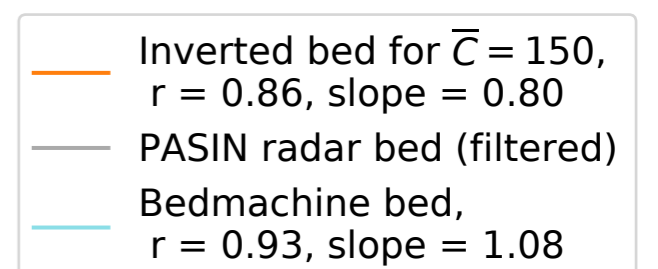 Inverted bed for C̅ = 150,
r = 0.86, slope = 0.80
PASIN radar bed (filtered)
Bedmachine bed,
r = 0.93, slope = 1.08